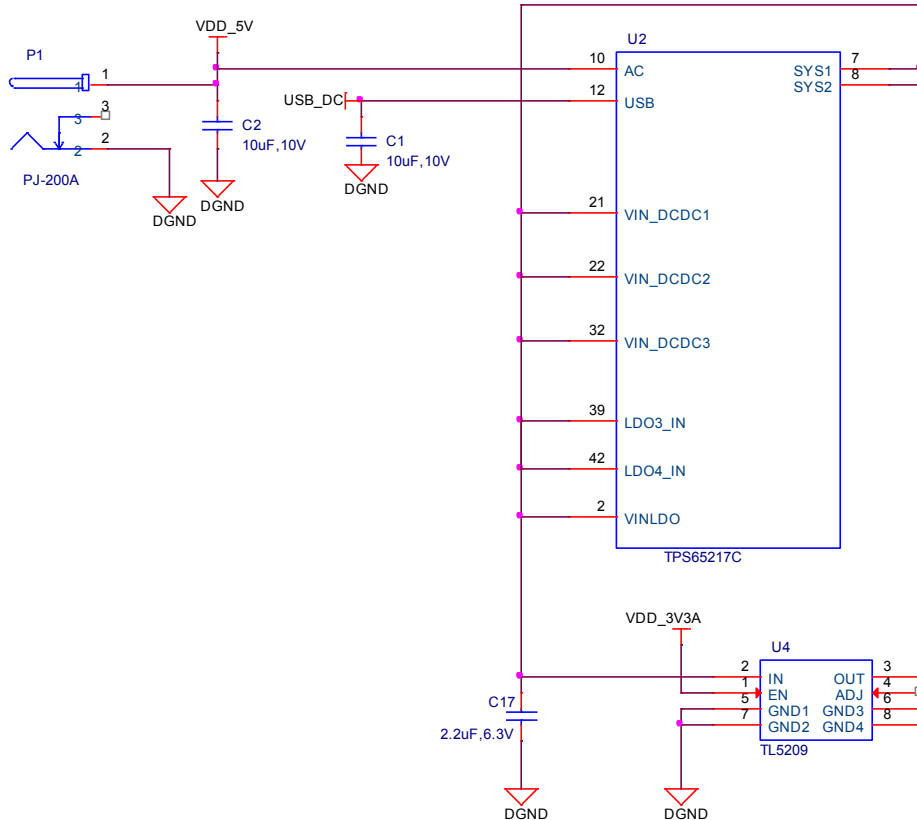 VDD_5V
P1
U2
1
1
10
AC
SYS1
7
SYS2
8
12
USB
USB_DC
3
3
C2
10uF,10V
C1
10uF,10V
2
2
PJ-200A
DGND
DGND
DGND
21
VIN_DCDC1
22
VIN_DCDC2
32
VIN_DCDC3
39
LDO3_IN
42
LDO4_IN
2
VINLDO
TPS65217C
VDD_3V3A
U4
2
IN
OUT
3
1
EN
ADJ
4
5
GND1
GND3
6
7
GND2
GND4
8
TL5209
C17
2.2uF,6.3V
DGND
DGND